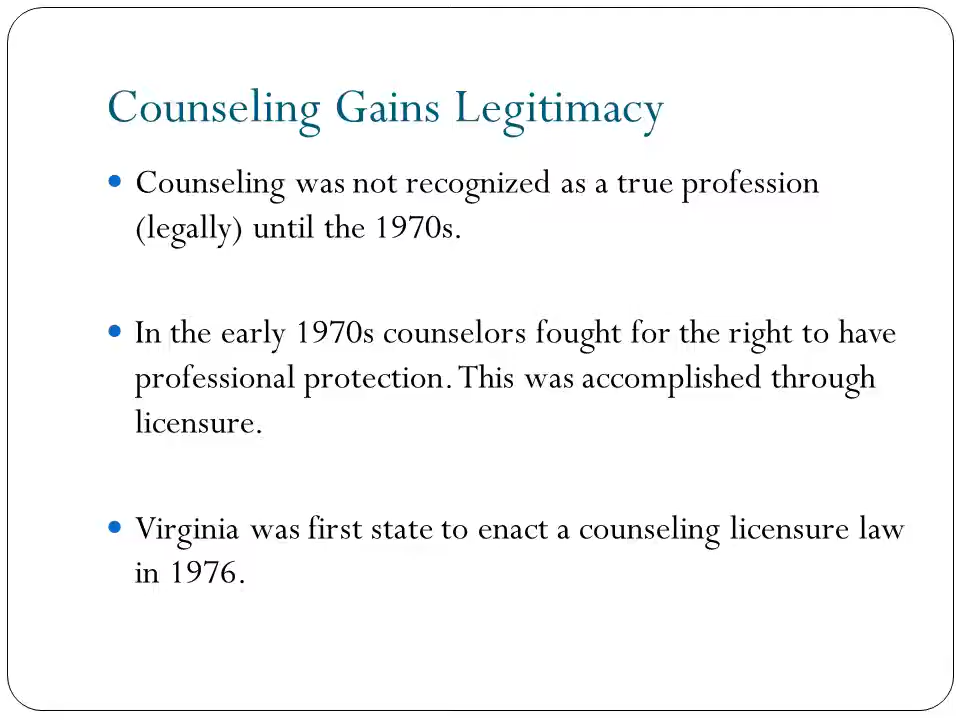 Counseling Gains Legitimacy
• Counseling was not recognized as a true profession
(legally) until the 1970s.
• In the early 1970s counselors fought for the right to have
professional protection. This was accomplished through
licensure.
• Virginia was first state to enact a counseling licensure law
in 1976.